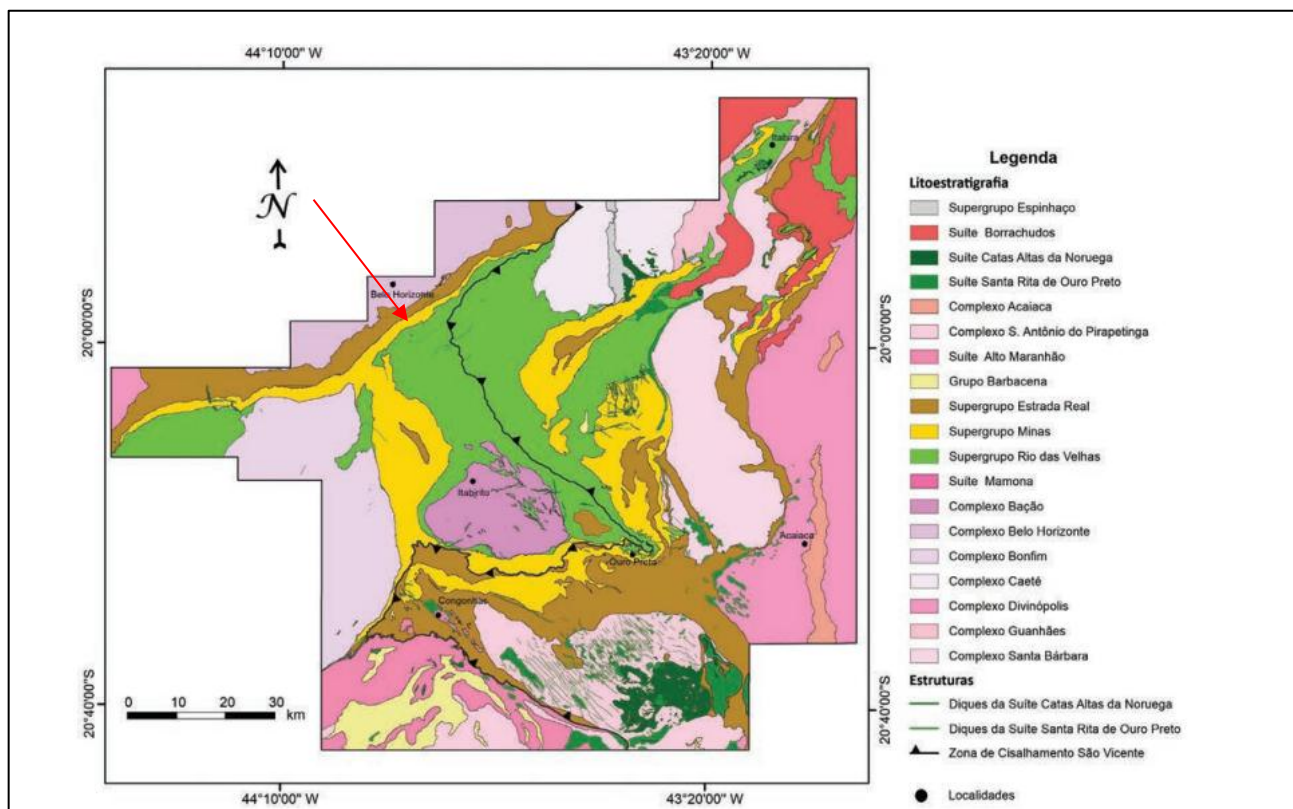 44°10'00" W
43°20'00" W
N
Itabira
Belo Horizonte
20°00'00"S
20°00'00"S
Itabirito
Acaiaca
Ouro Preto
Congonhas
0 10 20 30
km
20°40'00"S
20°40'00"S
44°10'00" W
43°20'00" W
Legenda
Litoestratigrafia
Supergrupo Espinhaço
Suíte Borrachudos
Suíte Catas Altas da Noruega
Suíte Santa Rita de Ouro Preto
Complexo Acaiaca
Complexo S. Antônio do Pirapetinga
Suíte Alto Maranhão
Grupo Barbacena
Supergrupo Estrada Real
Supergrupo Minas
Supergrupo Rio das Velhas
Suíte Mamona
Complexo Bação
Complexo Belo Horizonte
Complexo Bonfim
Complexo Caeté
Complexo Divinópolis
Complexo Guanhães
Complexo Santa Bárbara
Estruturas
Diques da Suíte Catas Altas da Noruega
Diques da Suíte Santa Rita de Ouro Preto
Zona de Cisalhamento São Vicente
Localidades